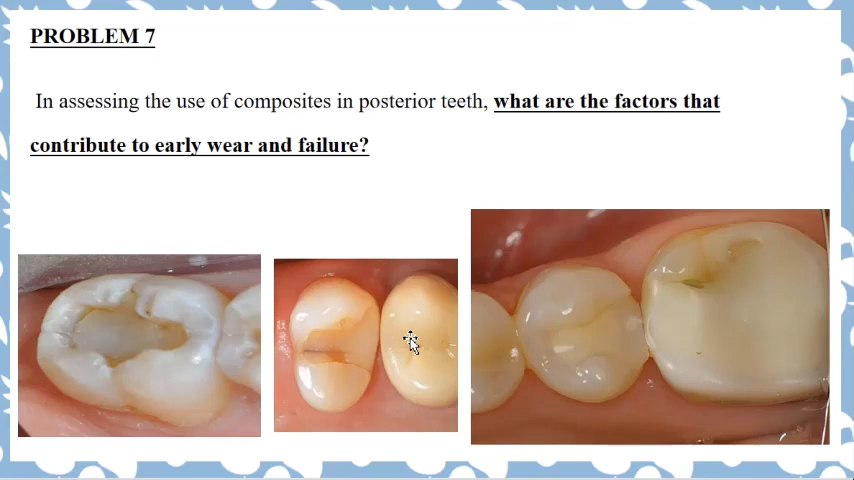 PROBLEM 7
In assessing the use of composites in posterior teeth, what are the factors that
contribute to early wear and failure?